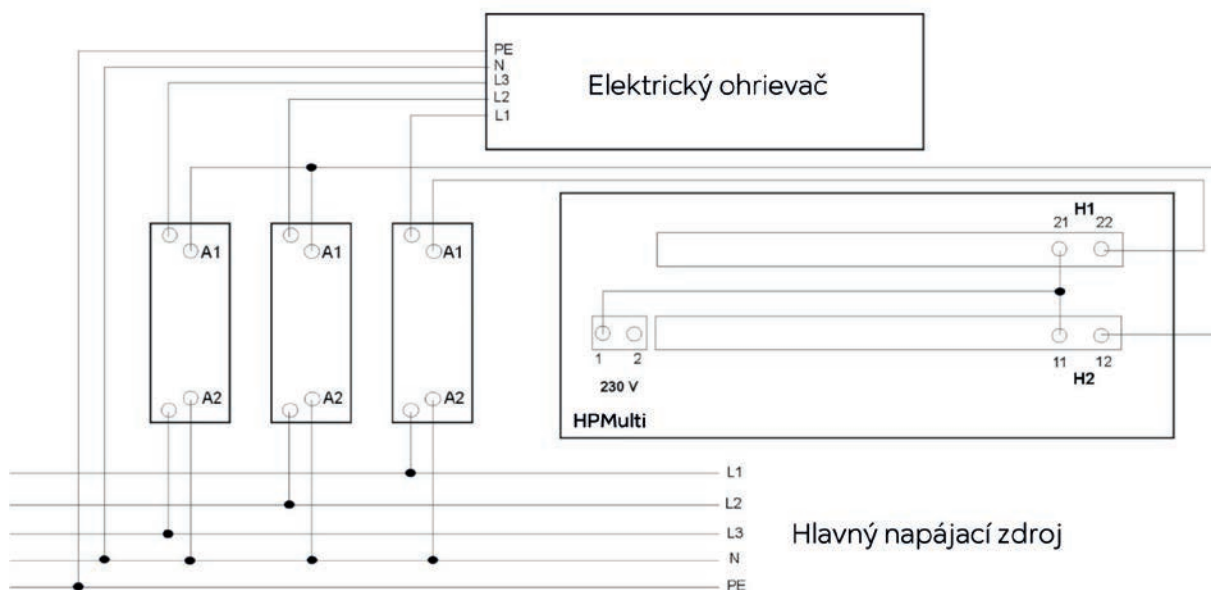 PE
N
L3
L2
L1
Elektrický ohrievač
A1
A1
A1
H1
21 22
1 2
11 12
230 V
H2
A2
A2
A2
HPMulti
L1
L2
L3
N
PE
Hlavný napájací zdroj